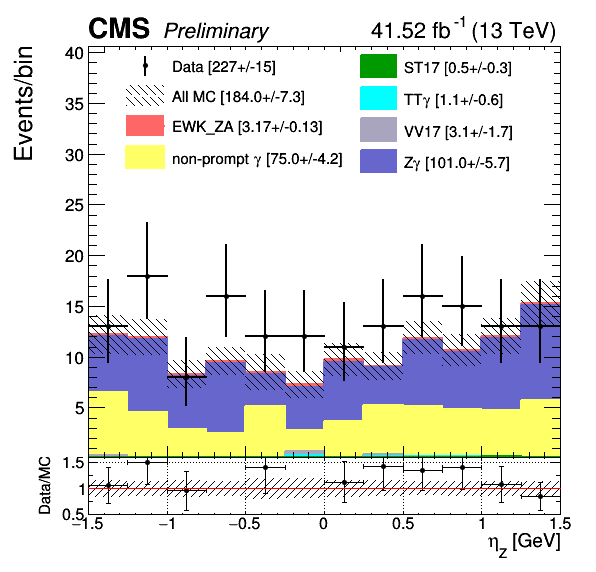 CMS Preliminary 41.52 fb⁻¹ (13 TeV)
Events/bin
40
35
30
25
20
15
10
5
Data [227+/-15]
All MC [184.0+/-7.3]
EWK_ZA [3.17+/-0.13]
non-prompt γ [75.0+/-4.2]
ST17 [0.5+/-0.3]
TTγ [1.1+/-0.6]
VV17 [3.1+/-1.7]
Zγ [101.0+/-5.7]
Data/MC
1.5
1
0.5
−1.5 −1 −0.5 0 0.5 1 1.5
η_Z [GeV]